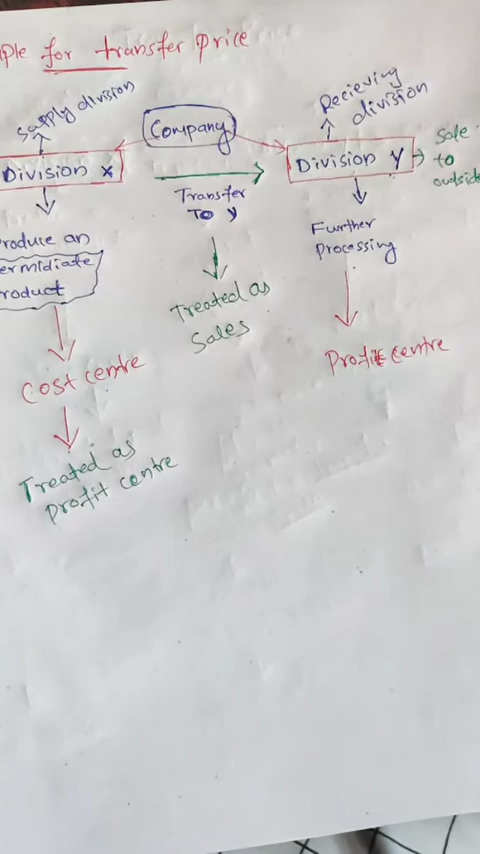 ple for transfer price
Supply division
Company
Recieving
division
Division X
Division Y
Sale
to
outside
Transfer
To y
roduce an
ermidiate
roduct
Further
Processing
Treated as
Sales
Cost centre
Profit centre
Treated as
profit centre